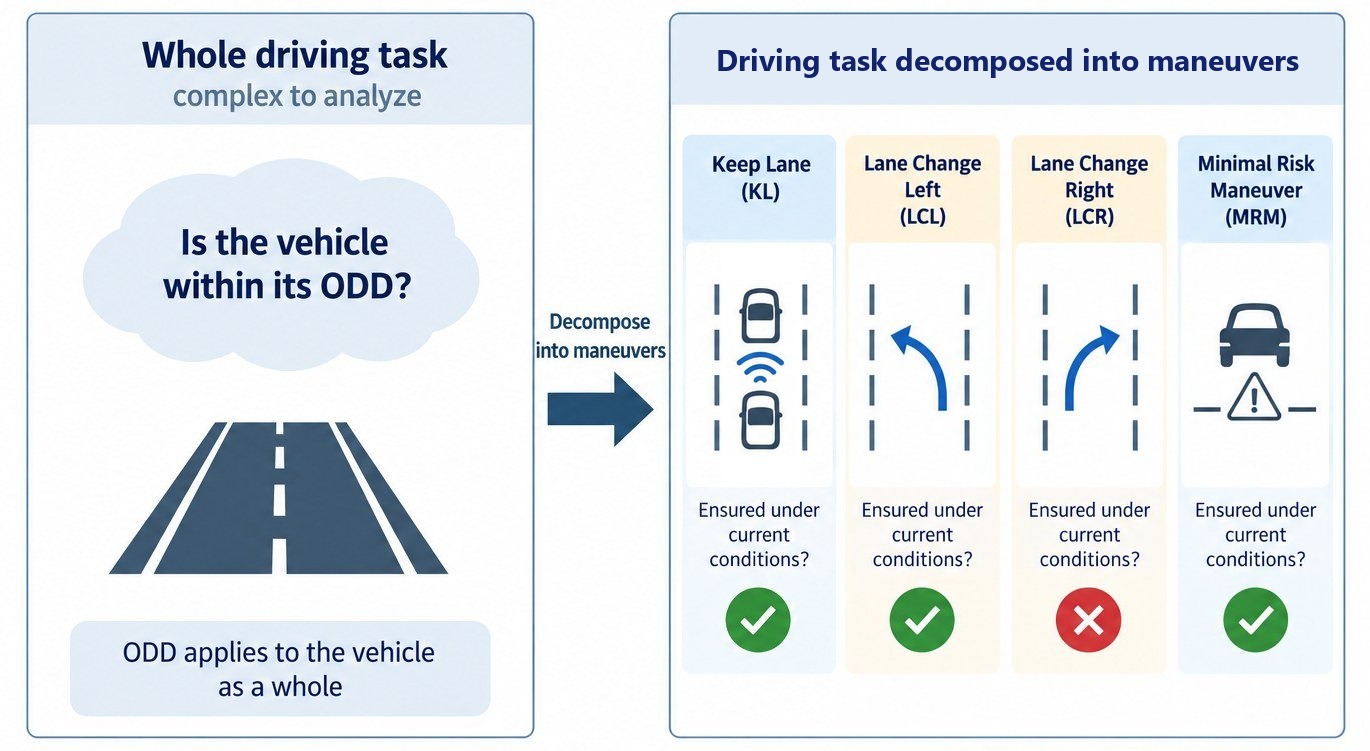 Whole driving task
complex to analyze
Is the vehicle
within its ODD?
ODD applies to the vehicle
as a whole
Decompose
into maneuvers
Driving task decomposed into maneuvers
Keep Lane
(KL)
Ensured under
current
conditions?
Lane Change
Left
(LCL)
Ensured under
current
conditions?
Lane Change
Right
(LCR)
Ensured under
current
conditions?
Minimal Risk
Maneuver
(MRM)
Ensured under
current
conditions?